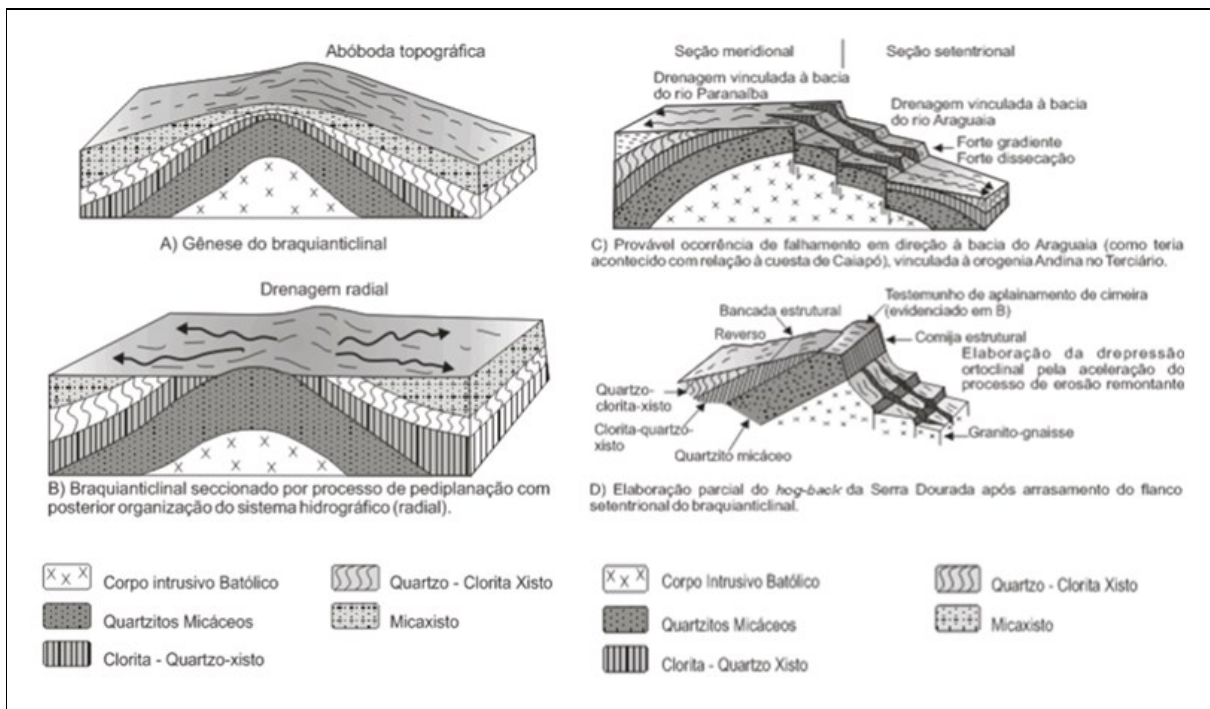 Abóboda topográfica
A) Gênese do braquianticlinal
Drenagem radial
B) Braquianticlinal seccionado por processo de pediplanação com
posterior organização do sistema hidrográfico (radial).
Seção meridional
Seção setentrional
Drenagem vinculada à bacia
do rio Paranaíba
Drenagem vinculada à bacia
do rio Araguaia
Forte gradiente
Forte dissecação
C) Provável ocorrência de falhamento em direção à bacia do Araguaia (como teria
acontecido com relação à cuesta de Caiapó), vinculada à orogenia Andina no Terciário.
Testemunho de aplainamento de cimeira
(evidenciado em B)
Bancada estrutural
Reverso
Cornija estrutural
Elaboração da drepressão
ortoclinal pela aceleração do
processo de erosão remontante
Quartzo-
clorita-xisto
Clorita-quartzo-
xisto
Quartzito micáceo
Granito-gnaisse
D) Elaboração parcial do hog-back da Serra Dourada após arrasamento do flanco
setentrional do braquianticlinal.
Corpo intrusivo Batólico
Quartzitos Micáceos
Clorita - Quartzo-xisto
Quartzo - Clorita Xisto
Micaxisto
Corpo Intrusivo Batólico
Quartzitos Micáceos
Clorita - Quartzo Xisto
Quartzo - Clorita Xisto
Micaxisto